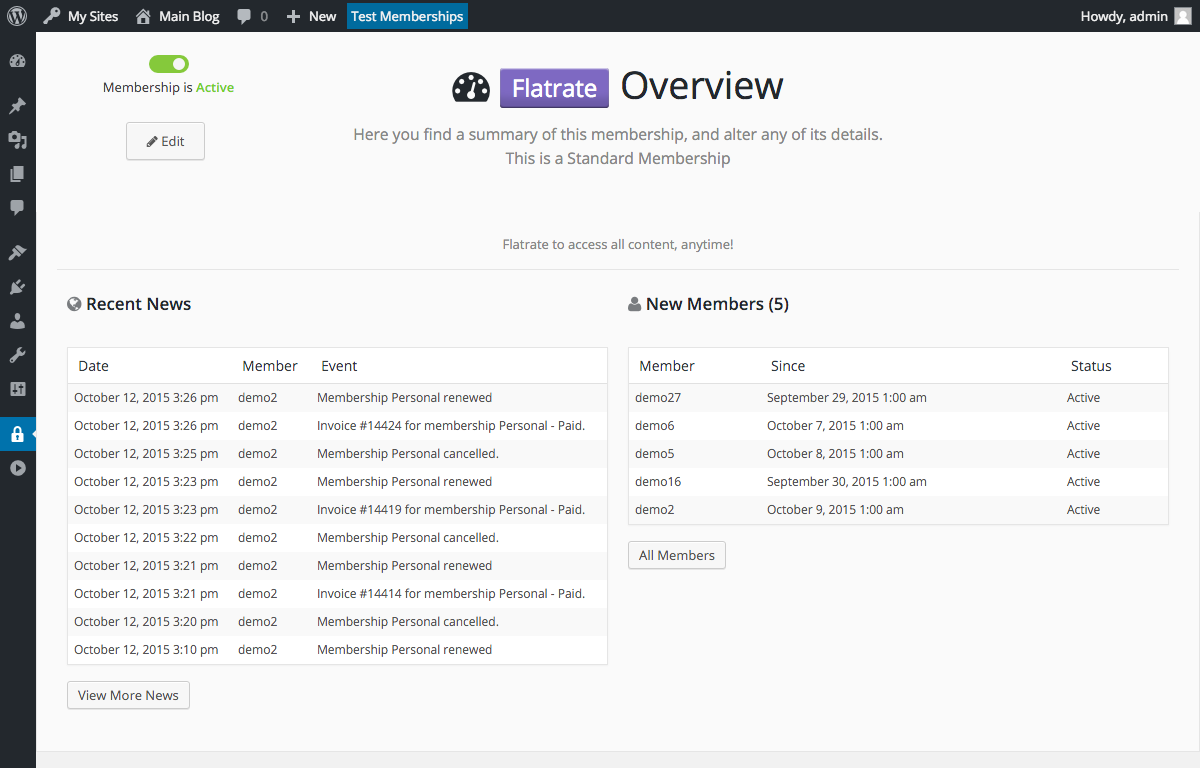 My Sites Main Blog 0 New Test Memberships Howdy, admin
Membership is Active
Edit
Flatrate Overview
Here you find a summary of this membership, and alter any of its details.
This is a Standard Membership
Flatrate to access all content, anytime!
Recent News
Date Member Event
October 12, 2015 3:26 pm demo2 Membership Personal renewed
October 12, 2015 3:26 pm demo2 Invoice #14424 for membership Personal - Paid.
October 12, 2015 3:25 pm demo2 Membership Personal cancelled.
October 12, 2015 3:23 pm demo2 Membership Personal renewed
October 12, 2015 3:23 pm demo2 Invoice #14419 for membership Personal - Paid.
October 12, 2015 3:22 pm demo2 Membership Personal cancelled.
October 12, 2015 3:21 pm demo2 Membership Personal renewed
October 12, 2015 3:21 pm demo2 Invoice #14414 for membership Personal - Paid.
October 12, 2015 3:20 pm demo2 Membership Personal cancelled.
October 12, 2015 3:10 pm demo2 Membership Personal renewed
View More News
New Members (5)
Member Since Status
demo27 September 29, 2015 1:00 am Active
demo6 October 7, 2015 1:00 am Active
demo5 October 8, 2015 1:00 am Active
demo16 September 30, 2015 1:00 am Active
demo2 October 9, 2015 1:00 am Active
All Members